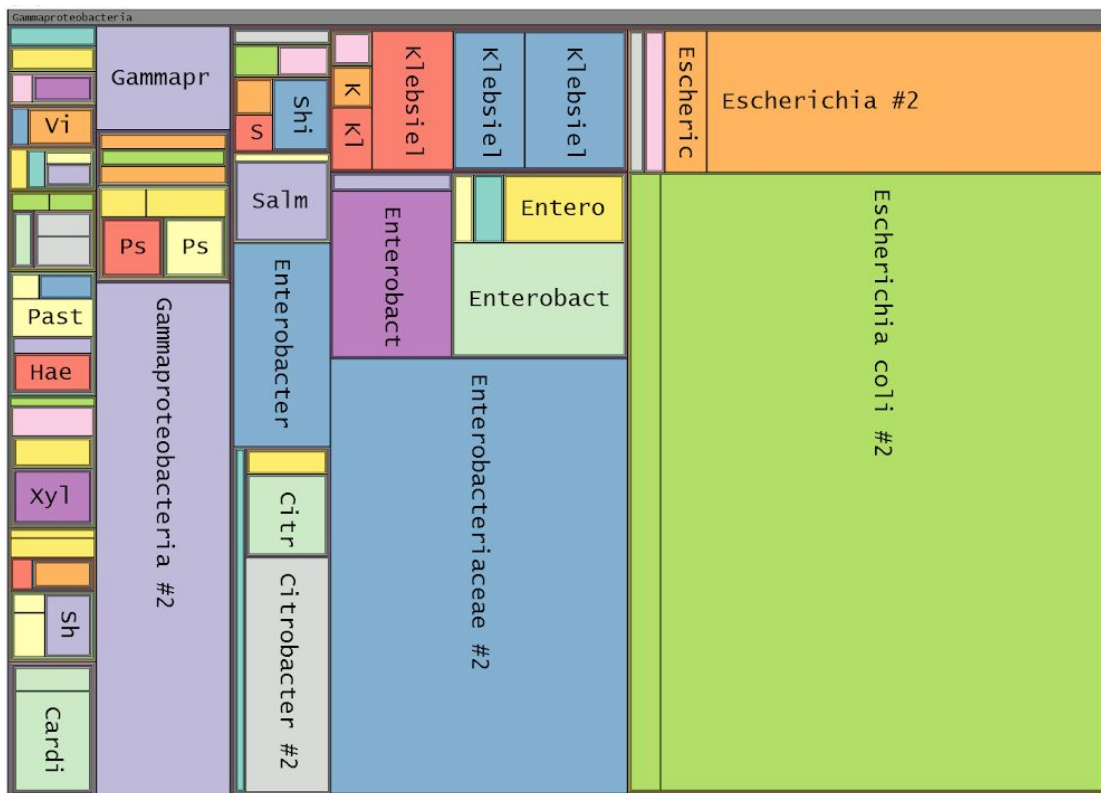 Gammaproteobacteria
Gammapr
Vi
Ps
Ps
Past
Hae
Xyl
Sh
Cardi
Gammaproteobacteria #2
S
Shi
Salm
Enterobacter
Citr
Citrobacter #2
K
Kl
Klebsiel
Klebsiel
Klebsiel
Enterobact
Entero
Enterobact
Enterobacteriaceae #2
Escheric
Escherichia #2
Escherichia coli #2